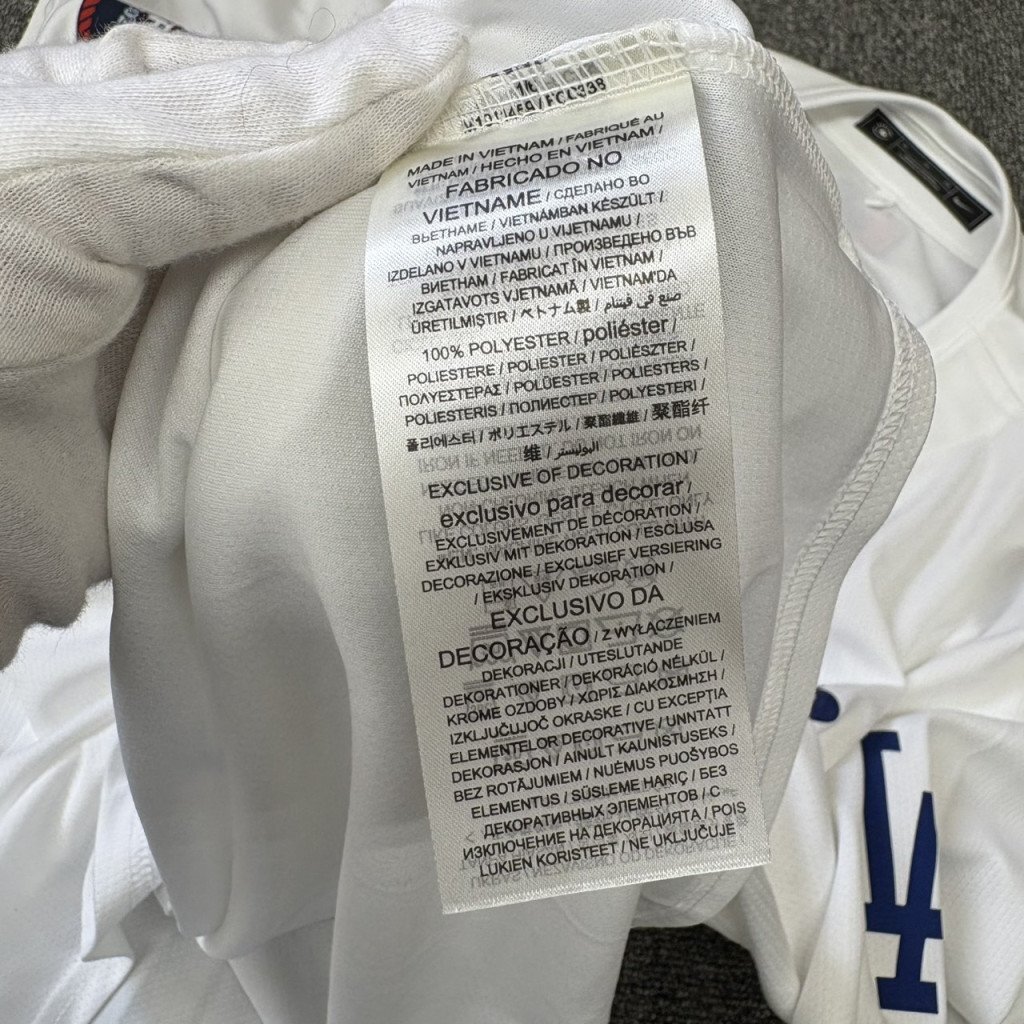 MADE IN VIETNAM / FABRIQUÉ AU
VIETNAM / HECHO EN VIETNAM /
FABRICADO NO
VIETNAME / СДЕЛАНО ВО
ВЬЕТНАМЕ / VIETNÁMBAN KÉSZÜLT /
NAPRAVLJENO U VIJETNAMU /
IZDELANO V VIETNAMU / ПРОИЗВЕДЕНО ВЪВ
ВИЕТНАМ / FABRICAT ÎN VIETNAM /
IZGATAVOTS VJETNAMĀ / VIETNAM'DA
ÜRETILMIŞTIR / ベトナム製 / صنع في فيتنام
100% POLYESTER / poliéster /
POLIESTERE / POLIESTER / POLIÉSZTER /
ΠΟΛΥΕΣΤΕΡΑΣ / POLÜESTER / POLIESTERS /
POLIESTERIS / ПОЛИЕСТЕР / POLYESTERI /
폴리에스터 / ポリエステル / 聚酯纖維 / 聚酯纤
维 / البوليستر
EXCLUSIVE OF DECORATION /
exclusivo para decorar /
EXCLUSIVEMENT DE DÉCORATION /
EXKLUSIV MIT DEKORATION / ESCLUSA
DECORAZIONE / EXCLUSIEF VERSIERING
/ EKSKLUSIV DEKORATION /
EXCLUSIVO DA
DECORAÇÃO / Z WYŁĄCZENIEM
DEKORACJI / UTESLUTANDE
DEKORATIONER / DEKORÁCIÓ NÉLKÜL /
KROMĚ OZDOBY / ΧΩΡΙΣ ΔΙΑΚΟΣΜΗΣΗ /
IZKLJUČUJOČ OKRASKE / CU EXCEPŢIA
ELEMENTELOR DECORATIVE / UNNTATT
DEKORASJON / AINULT KAUNISTUSEKS /
BEZ ROTĀJUMIEM / NUĖMUS PUOŠYBOS
ELEMENTUS / SÜSLEME HARIÇ / БЕЗ
ДЕКОРАТИВНЫХ ЭЛЕМЕНТОВ / С
ИЗКЛЮЧЕНИЕ НА ДЕКОРАЦИЯТА / POIS
LUKIEN KORISTEET / NE UKLJUČUJE